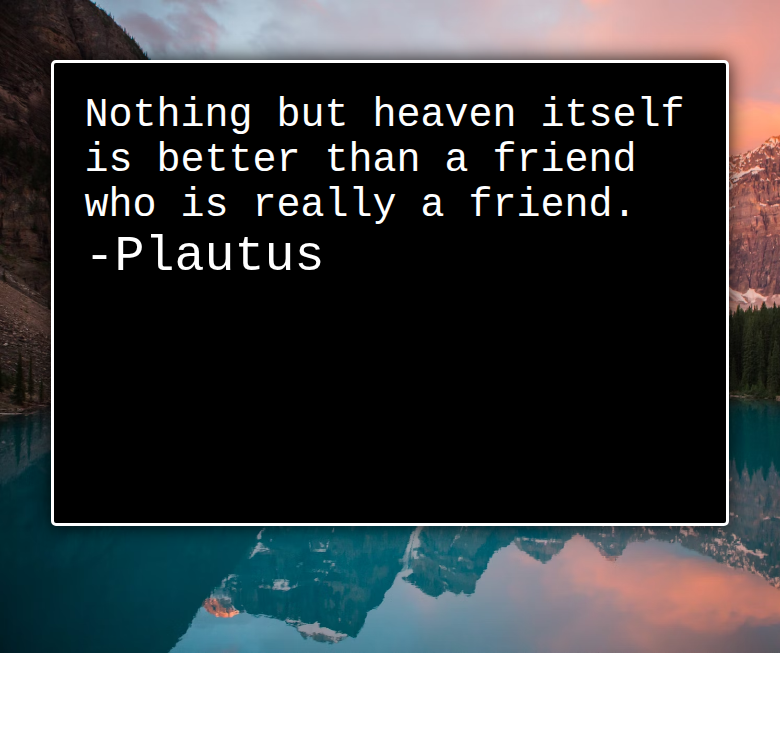 Nothing but heaven itself
is better than a friend
who is really a friend.
-Plautus